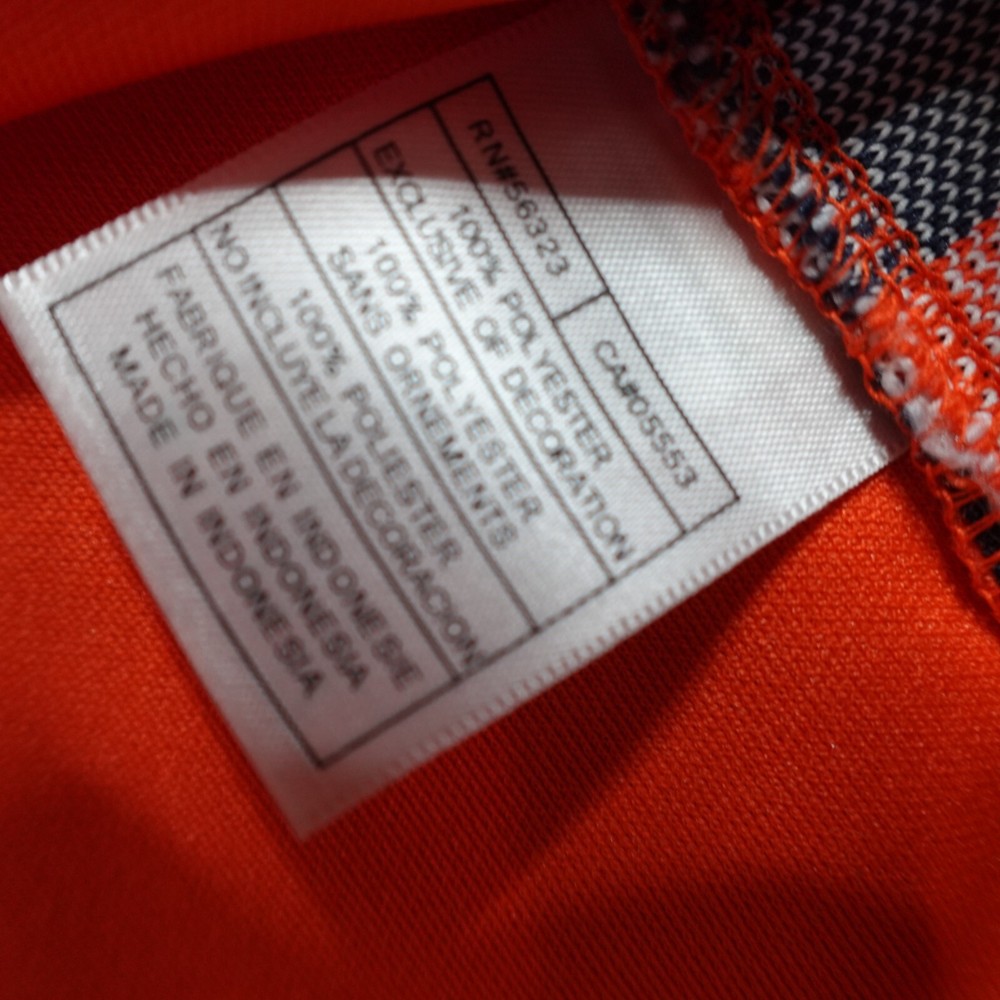 RN#56323 CA#05553
100% POLYESTER
EXCLUSIVE OF DECORATION
100% POLYESTER
SANS ORNEMENTS
100% POLIESTER
NO INCLUYE LA DECORACION
FABRIQUE EN INDONESIE
HECHO EN INDONESIA
MADE IN INDONESIA